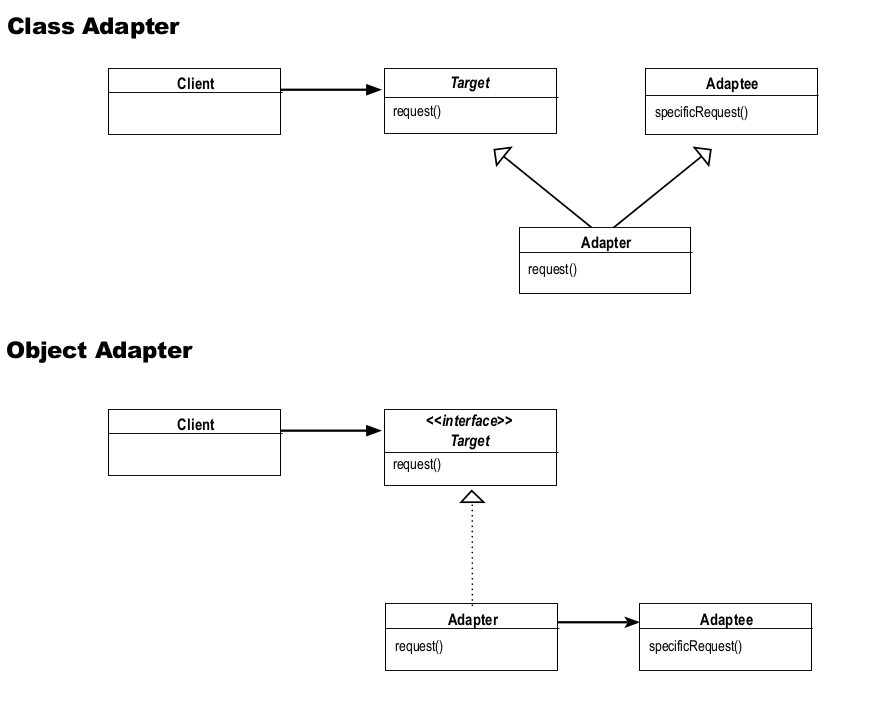 Class Adapter
Client
Target
request()
Adaptee
specificRequest()
Adapter
request()
Object Adapter
Client
<<interface>>
Target
request()
Adapter
request()
Adaptee
specificRequest()